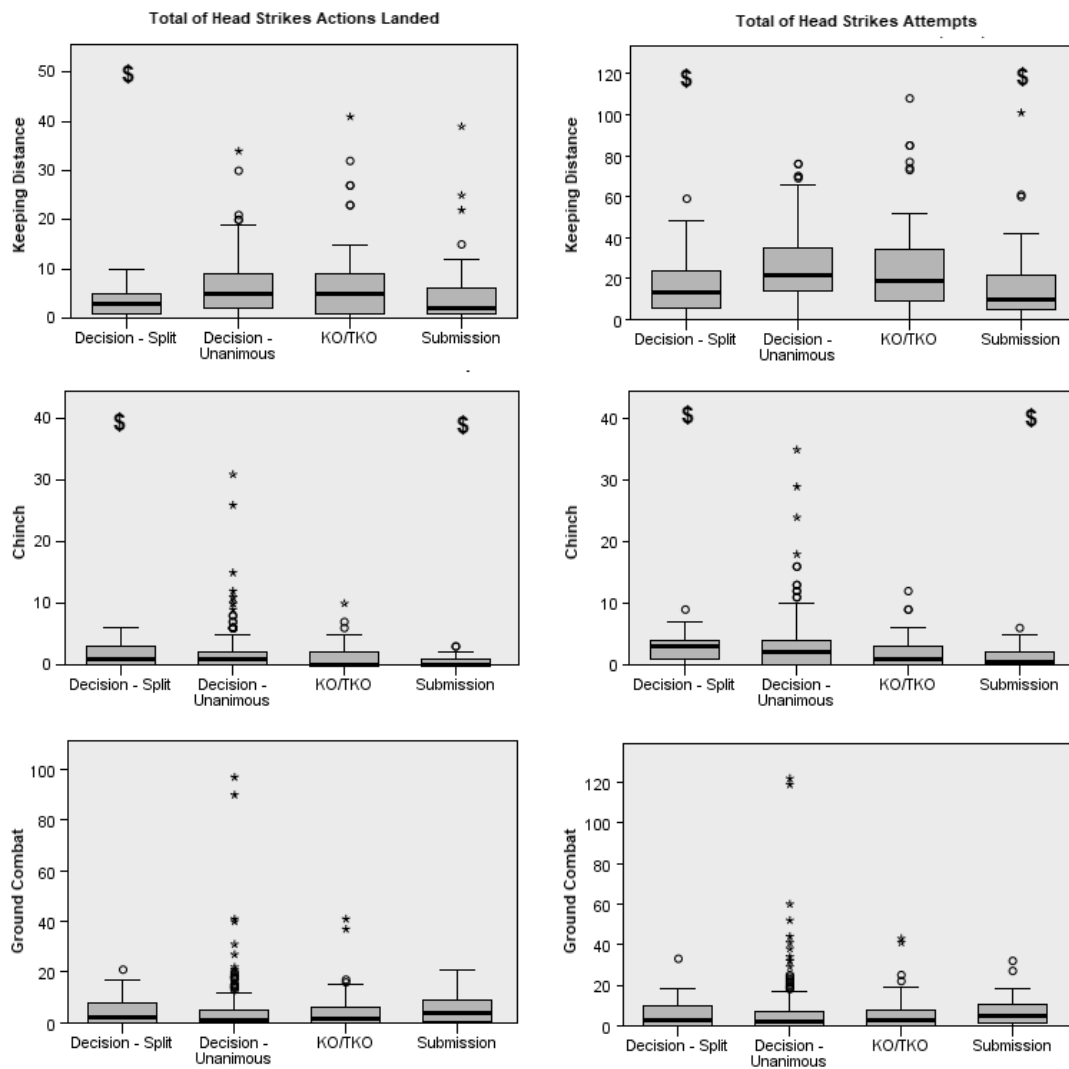 Total of Head Strikes Actions Landed
Total of Head Strikes Attempts
Keeping Distance
50
40
30
20
10
0
$
Decision - Split
Decision -
Unanimous
KO/TKO
Submission
Keeping Distance
120
100
80
60
40
20
0
$
$
Decision - Split
Decision -
Unanimous
KO/TKO
Submission
Chinch
40
30
20
10
0
$
$
Decision - Split
Decision -
Unanimous
KO/TKO
Submission
Chinch
40
30
20
10
0
$
$
Decision - Split
Decision -
Unanimous
KO/TKO
Submission
Ground Combat
100
80
60
40
20
0
Decision - Split
Decision -
Unanimous
KO/TKO
Submission
Ground Combat
120
100
80
60
40
20
0
Decision - Split
Decision -
Unanimous
KO/TKO
Submission